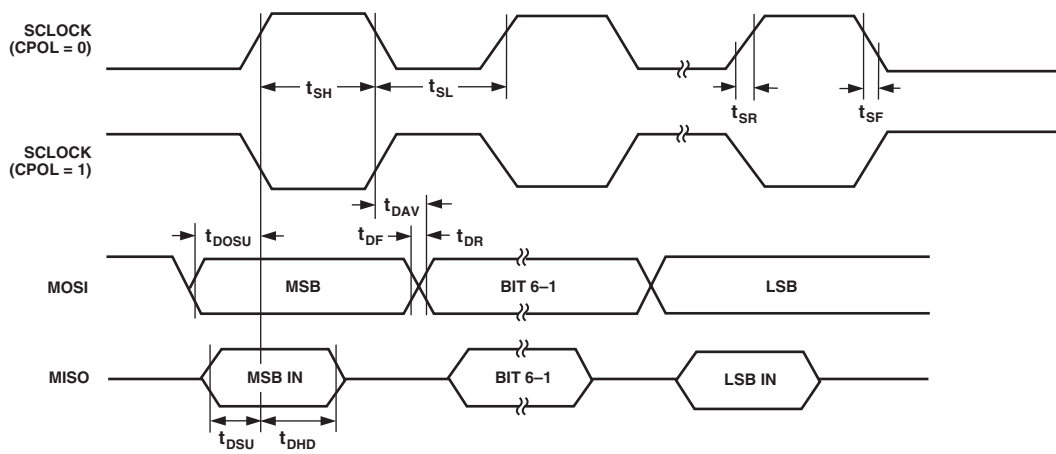 SCLOCK
(CPOL = 0)
tSH
tSL
tSR
tSF
SCLOCK
(CPOL = 1)
tDAV
tDOSU
tDF
tDR
MOSI
MSB
BIT 6–1
LSB
MISO
MSB IN
BIT 6–1
LSB IN
tDSU
tDHD